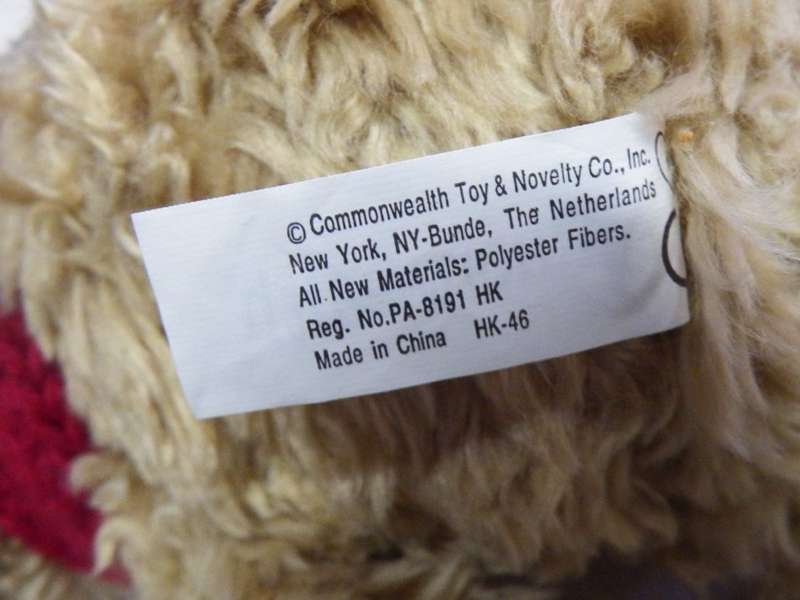 © Commonwealth Toy & Novelty Co., Inc.
New York, NY-Bunde, The Netherlands
All New Materials: Polyester Fibers.
Reg. No.PA-8191 HK
Made in China HK-46